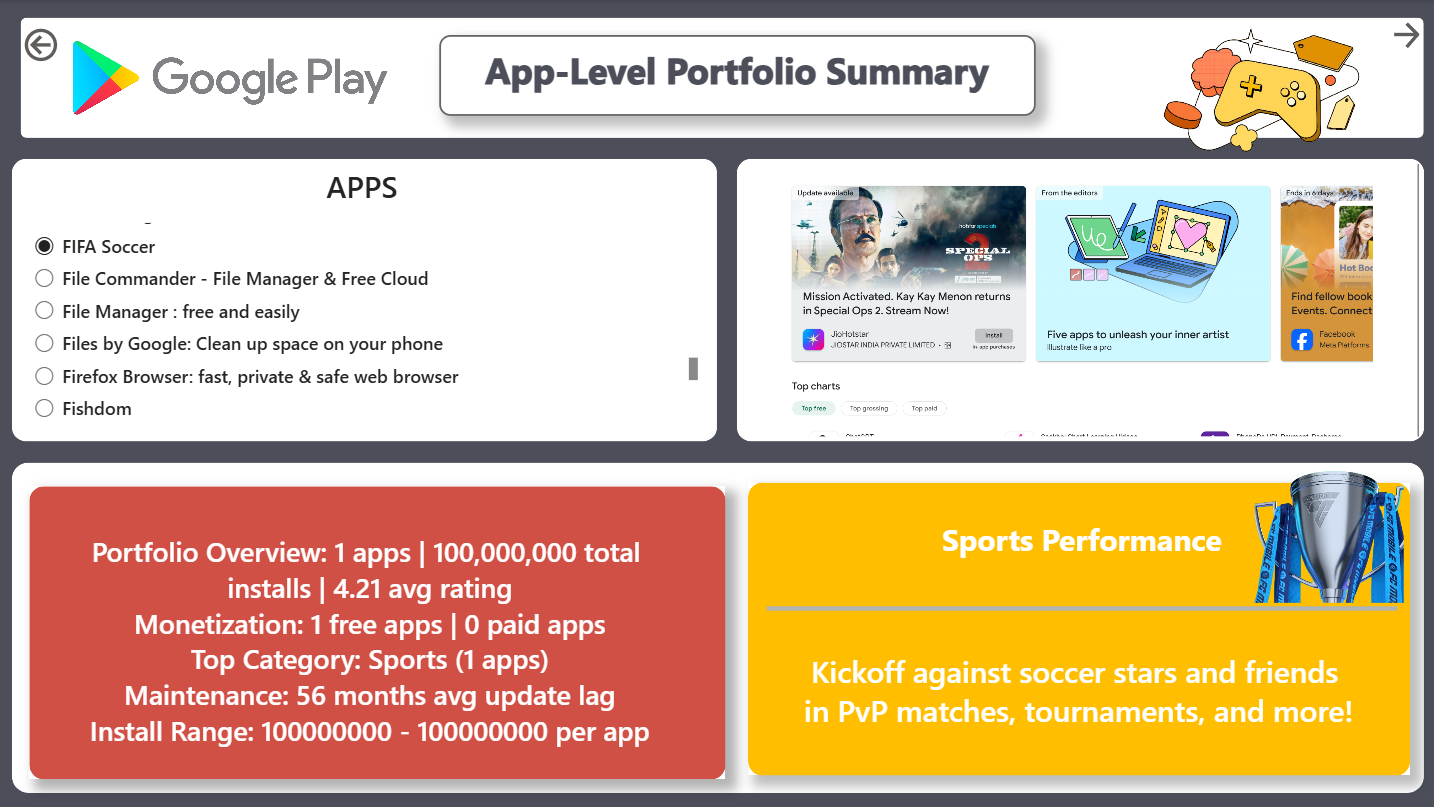 Google Play
App-Level Portfolio Summary
APPS
FIFA Soccer
File Commander - File Manager & Free Cloud
File Manager : free and easily
Files by Google: Clean up space on your phone
Firefox Browser: fast, private & safe web browser
Fishdom
Update available
hotstar specials
SPECIAL
OPS
2
Mission Activated. Kay Kay Menon returns
in Special Ops 2. Stream Now!
JioHotstar
JIOSTAR INDIA PRIVATE LIMITED •
Install
In-app purchases
From the editors
Five apps to unleash your inner artist
Illustrate like a pro
Ends in 6 days
Hot Boo
Find fellow book
Events. Connect
Facebook
Meta Platforms
Top charts
Top free
Top grossing
Top paid
Portfolio Overview: 1 apps | 100,000,000 total
installs | 4.21 avg rating
Monetization: 1 free apps | 0 paid apps
Top Category: Sports (1 apps)
Maintenance: 56 months avg update lag
Install Range: 100000000 - 100000000 per app
Sports Performance
Kickoff against soccer stars and friends
in PvP matches, tournaments, and more!